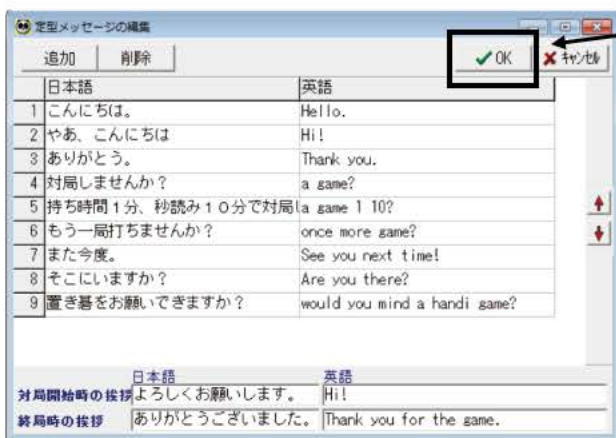 定型メッセージの編集
追加 削除 OK キャンセル
日本語 英語
1 こんにちは。 Hello.
2 やあ、こんにちは Hi!
3 ありがとう。 Thank you.
4 対局しませんか？ a game?
5 持ち時間１分、秒読み１０分で対局し a game 1 10?
6 もう一局打ちませんか？ once more game?
7 また今度。 See you next time!
8 そこにいますか？ Are you there?
9 置き碁をお願いできますか？ would you mind a handi game?
日本語 英語
対局開始時の挨拶 よろしくお願いします。 Hi!
終局時の挨拶 ありがとうございました。 Thank you for the game.